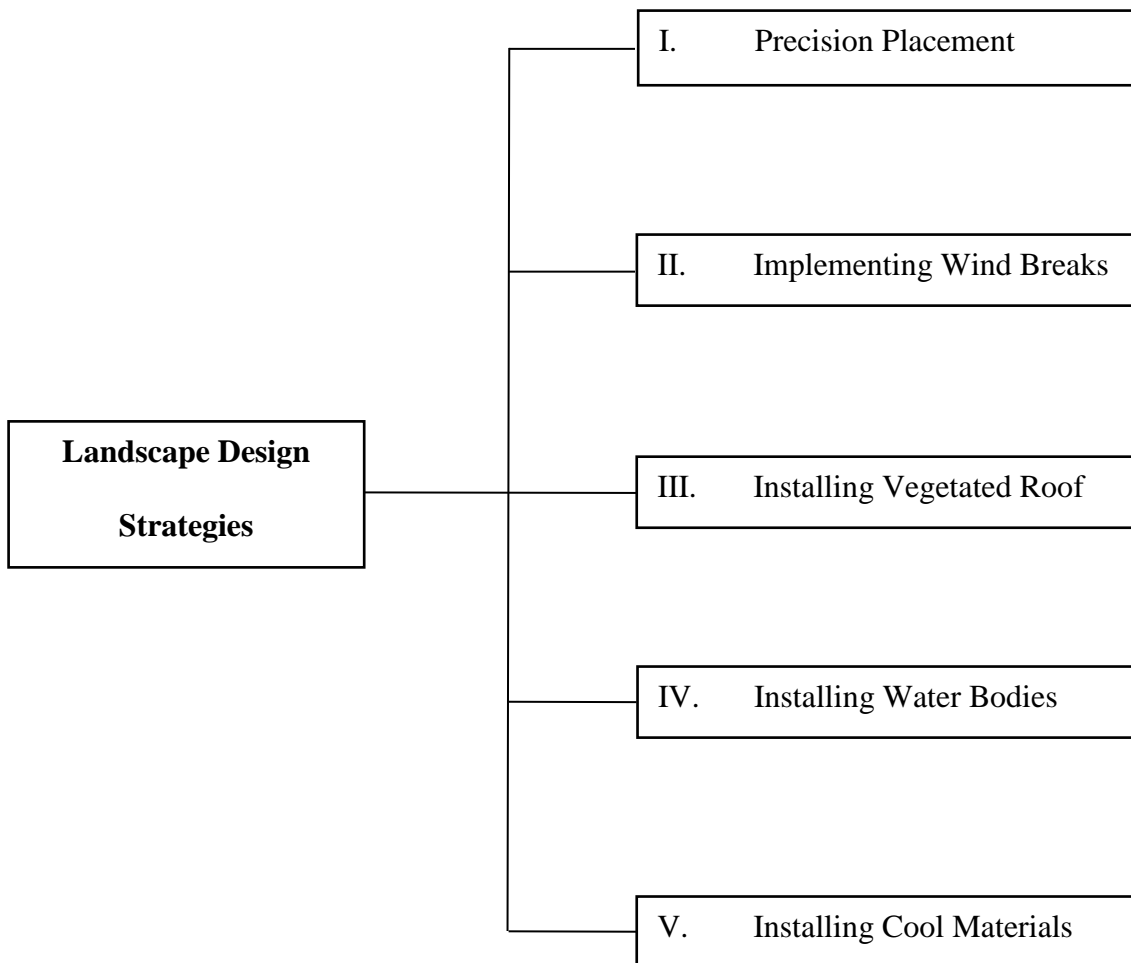 I. Precision Placement
II. Implementing Wind Breaks
Landscape Design
Strategies
III. Installing Vegetated Roof
IV. Installing Water Bodies
V. Installing Cool Materials